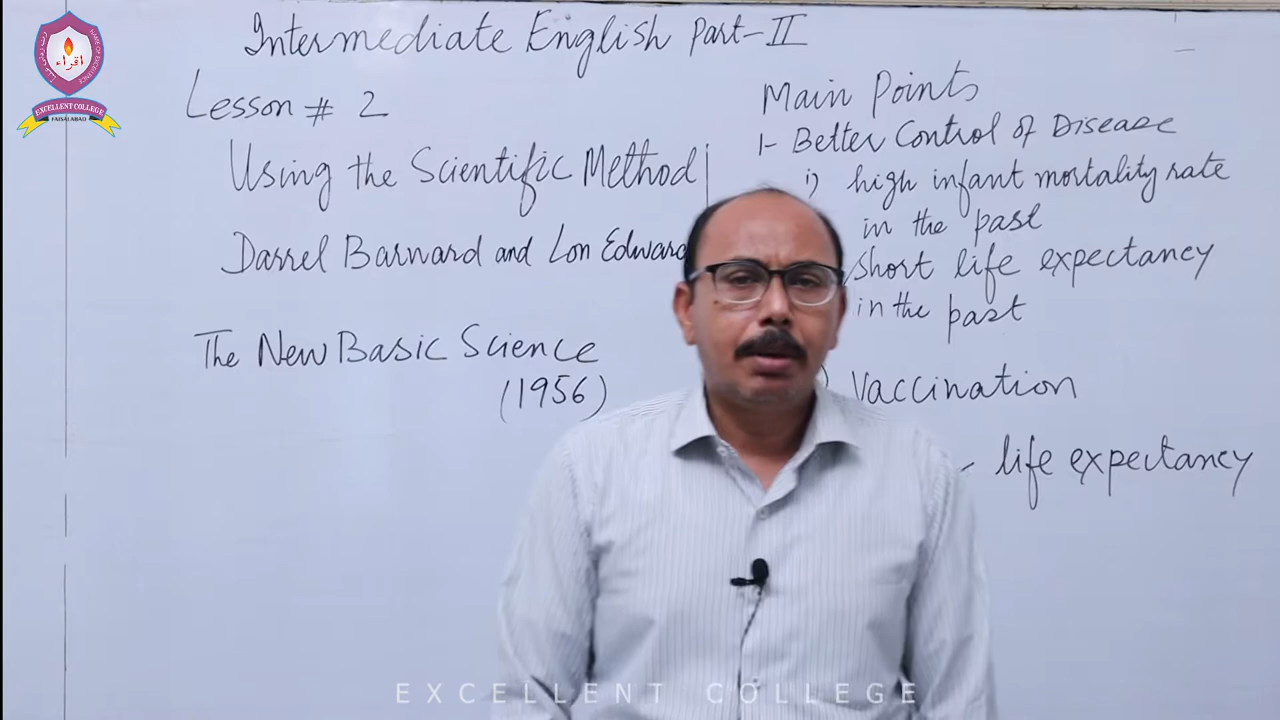 Intermediate English Part-II
Lesson # 2
Using the Scientific Method
Darrel Barnard and Lon Edward
The New Basic Science
(1956)
Main Points
1- Better Control of Disease
i) high infant mortality rate
in the past
short life expectancy
in the past
) Vaccination
- life expectancy
اقراء
EXCELLENT COLLEGE
FAISALABAD
EXCELLENT COLLEGE